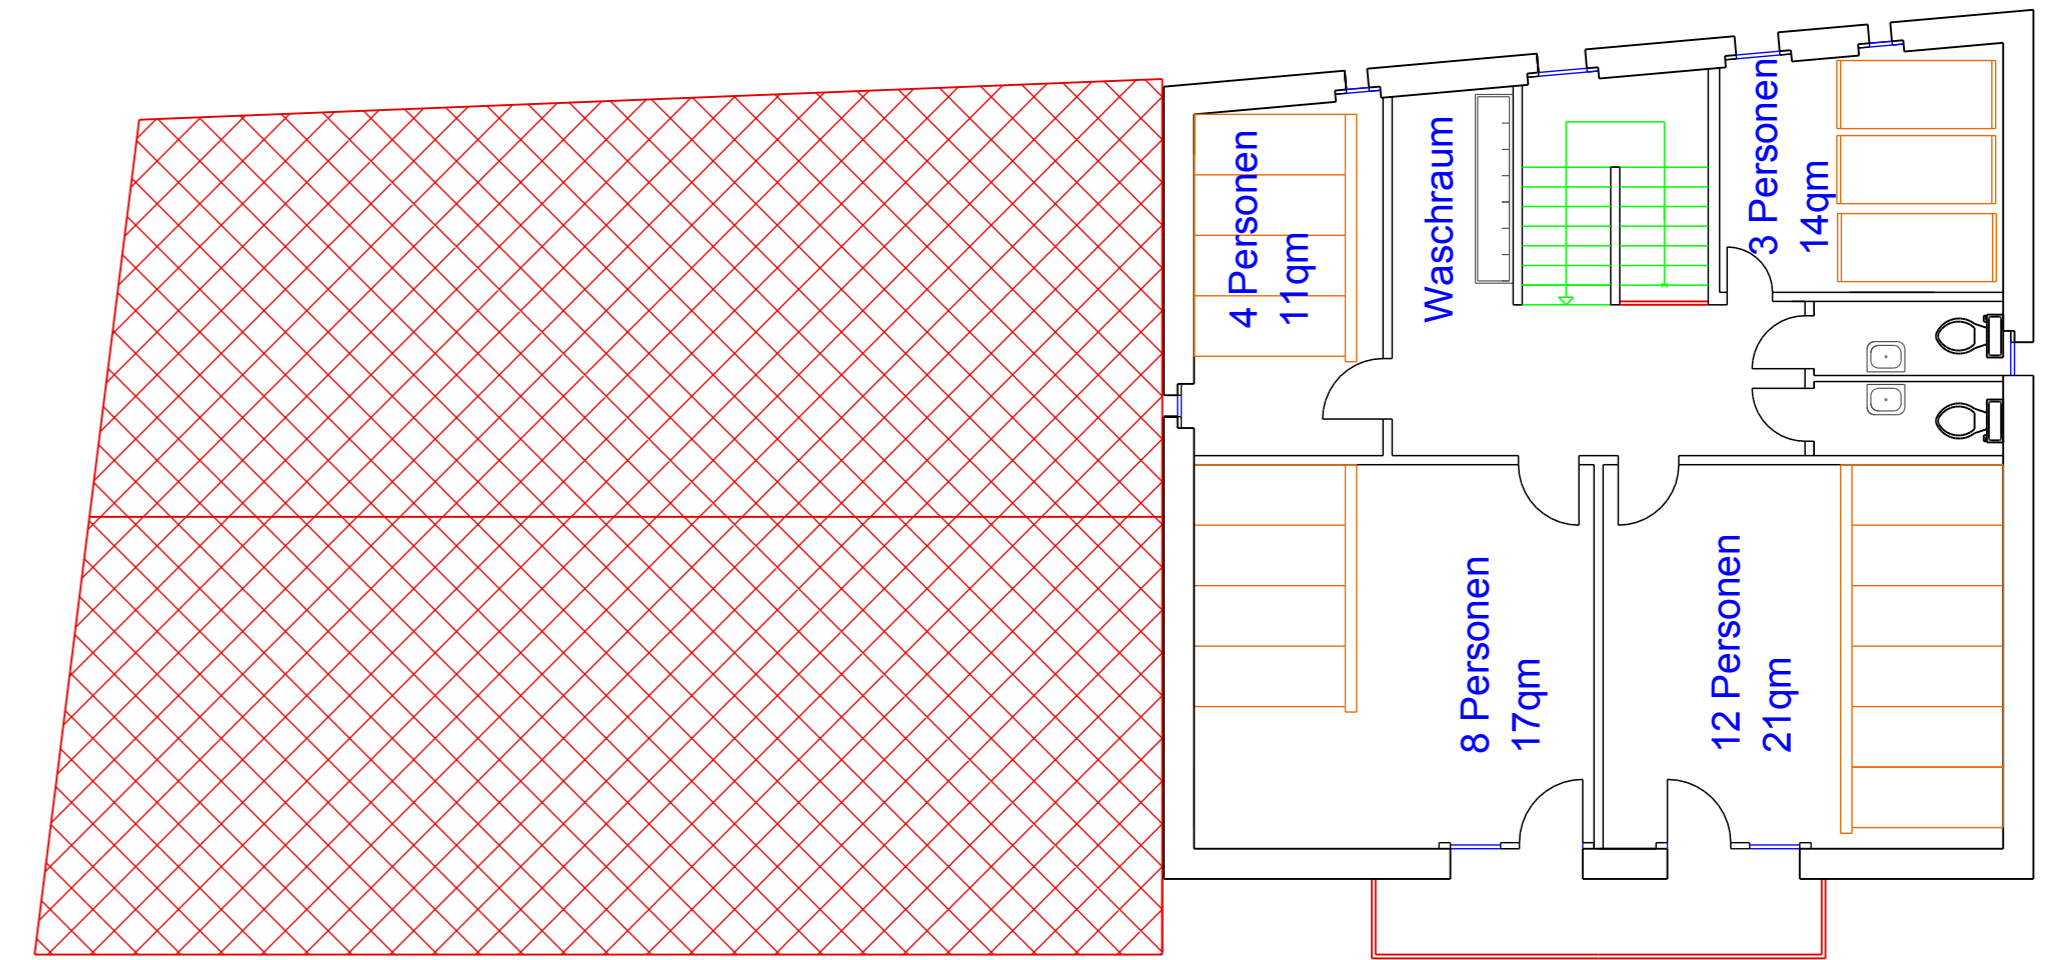 4 Personen
11qm
Waschraum
3 Personen
14qm
8 Personen
17qm
12 Personen
21qm